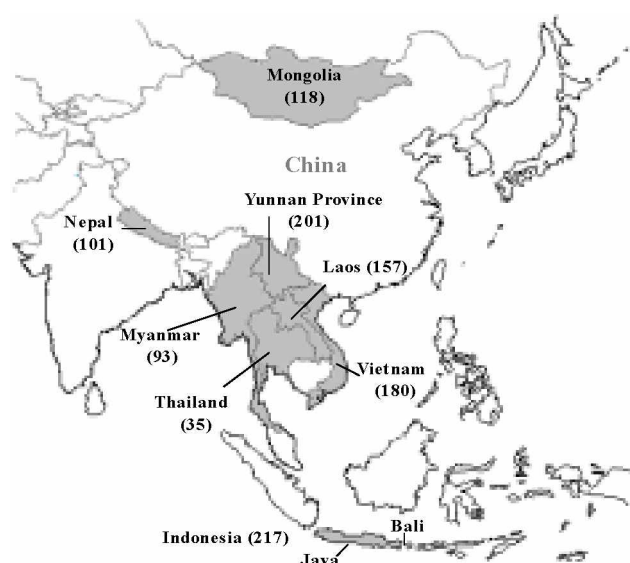 Mongolia
(118)
China
Yunnan Province
(201)
Nepal
(101)
Laos (157)
Myanmar
(93)
Vietnam
(180)
Thailand
(35)
Bali
Indonesia (217)
Java